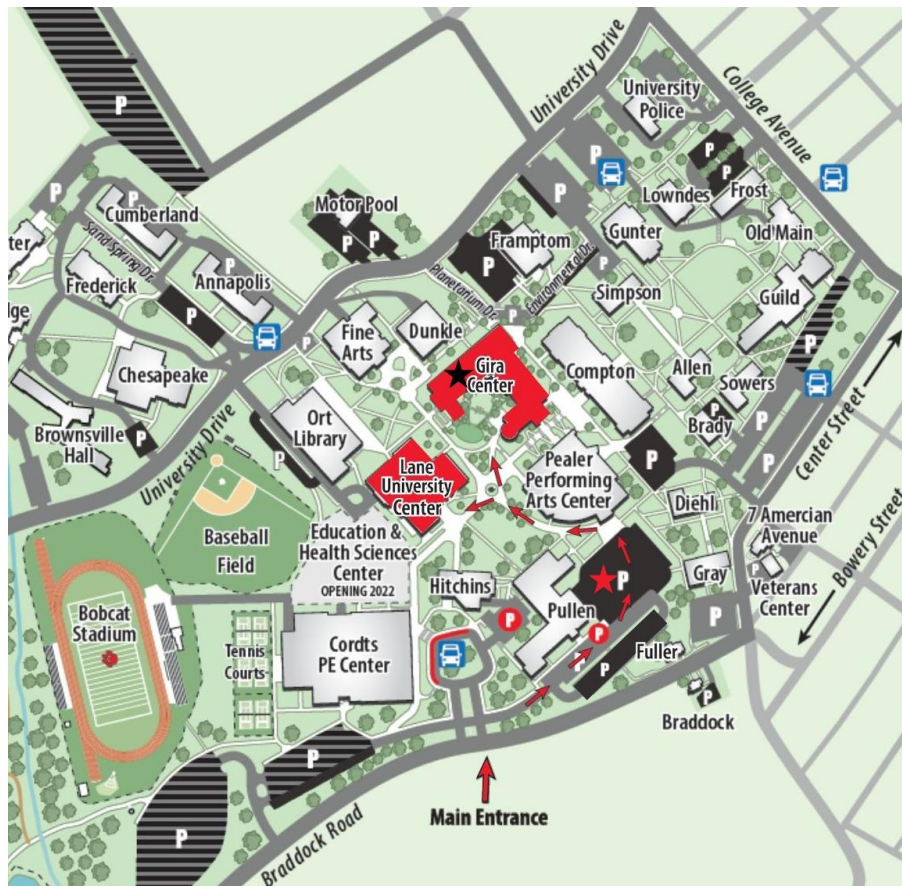 University Drive
College Avenue
University
Police
P
P
P
P
P
Lowndes
Frost
Old Main
Cumberland
Sand Spring Dr.
Motor Pool
P
P
Gunter
Framptom
P
Planetarium Dr.
Environmental Dr.
P
P
P
P
ter
Frederick
Annapolis
P
P
Simpson
Guild
P
ge
P
Fine
Arts
Dunkle
Gira
Center
Compton
Allen
Sowers
P
Brady
P
Chesapeake
Ort
Library
P
Brownsville
Hall
P
University Drive
Lane
University
Center
Pealer
Performing
Arts Center
P
P
Center Street
Diehl
7 Amercian
Avenue
Bowery Street
Baseball
Field
Education &
Health Sciences
Center
OPENING 2022
Hitchins
P
Pullen
P
P
Gray
P
Veterans
Center
P
Bobcat
Stadium
Tennis
Courts
Cordts
PE Center
P
P
Fuller
P
Braddock
P
P
Main Entrance
Braddock Road